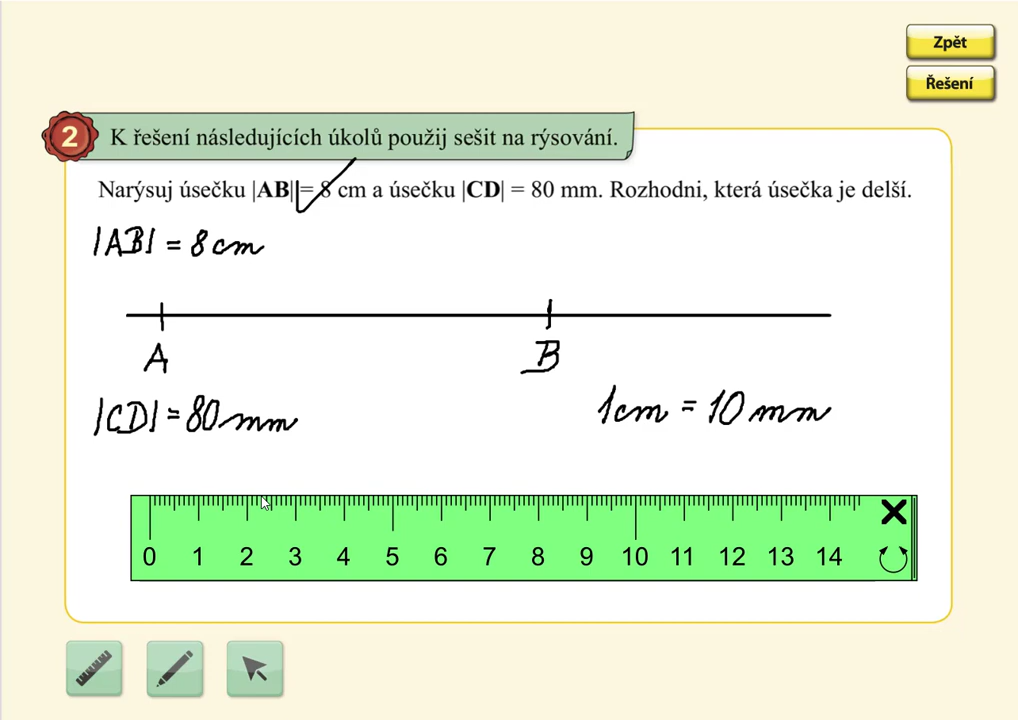 Zpět
Řešení
2 K řešení následujících úkolů použij sešit na rýsování.
Narýsuj úsečku |AB| = 8 cm a úsečku |CD| = 80 mm. Rozhodni, která úsečka je delší.
|AB| = 8 cm
A B
|CD| = 80 mm 1 cm = 10 mm
0 1 2 3 4 5 6 7 8 9 10 11 12 13 14